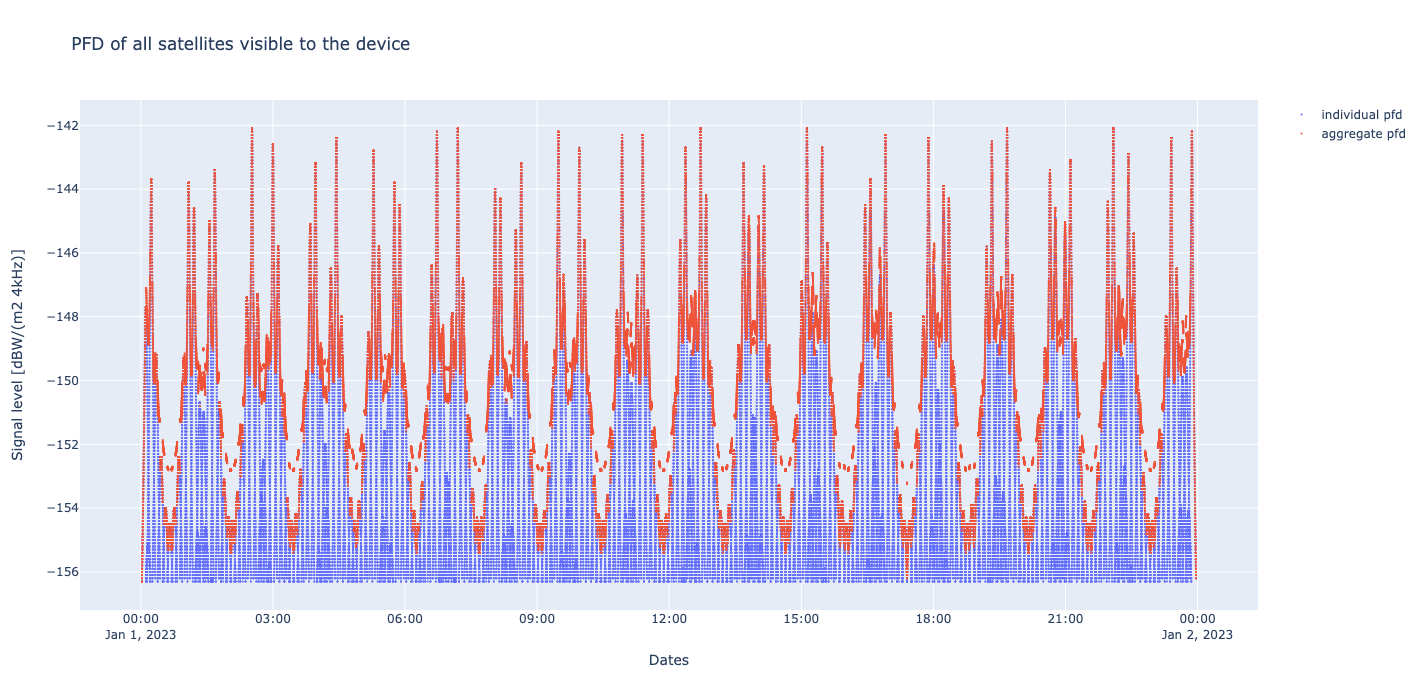 PFD of all satellites visible to the device
individual pfd
aggregate pfd
Signal level [dBW/(m2 4kHz)]
−142
−144
−146
−148
−150
−152
−154
−156
00:00 03:00 06:00 09:00 12:00 15:00 18:00 21:00 00:00
Jan 1, 2023 Jan 2, 2023
Dates